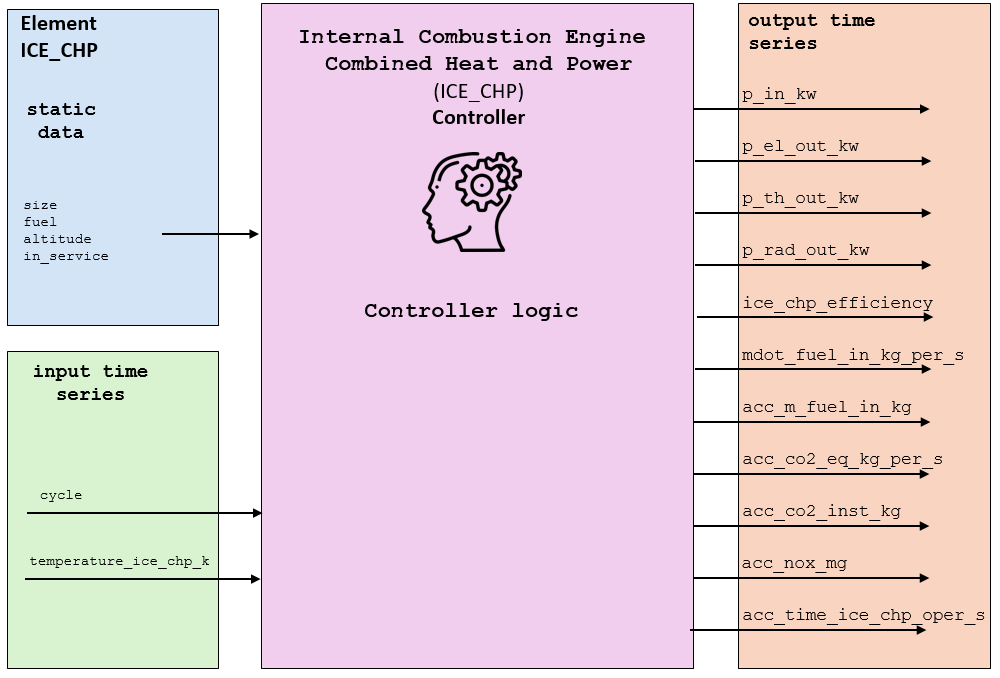 Element
ICE_CHP
static
data
size
fuel
altitude
in_service
input time
series
cycle
temperature_ice_chp_k
Internal Combustion Engine
Combined Heat and Power
(ICE_CHP)
Controller
Controller logic
output time
series
p_in_kw
p_el_out_kw
p_th_out_kw
p_rad_out_kw
ice_chp_efficiency
mdot_fuel_in_kg_per_s
acc_m_fuel_in_kg
acc_co2_eq_kg_per_s
acc_co2_inst_kg
acc_nox_mg
acc_time_ice_chp_oper_s